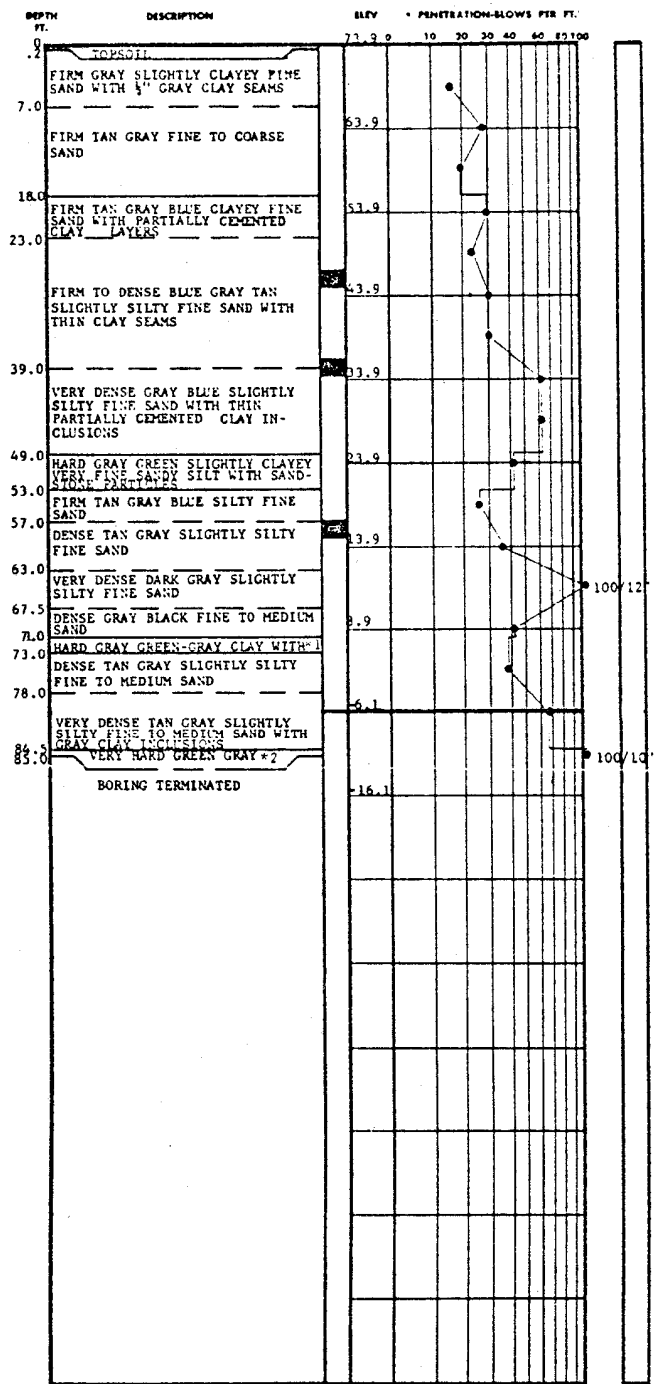 DEPTH FT. DESCRIPTION ELEV • PENETRATION-BLOWS PER FT.
0 73.9 0 10 20 30 40 60 80 100
.2 TOPSOIL
FIRM GRAY SLIGHTLY CLAYEY FINE
SAND WITH GRAY CLAY SEAMS
7.0
63.9
FIRM TAN GRAY FINE TO COARSE
SAND
18.0
FIRM TAN GRAY BLUE CLAYEY FINE
53.9
SAND WITH PARTIALLY CEMENTED
CLAY LAYERS
23.0
FIRM TO DENSE BLUE GRAY TAN
43.9
SLIGHTLY SILTY FINE SAND WITH
THIN CLAY SEAMS
39.0
33.9
VERY DENSE GRAY BLUE SLIGHTLY
SILTY FINE SAND WITH THIN
PARTIALLY CEMENTED CLAY IN-
CLUSIONS
49.0
HARD GRAY GREEN SLIGHTLY CLAYEY
23.9
VERY FINE SANDY SILT WITH SAND-
STONE PARTICLES
53.0
FIRM TAN GRAY BLUE SILTY FINE
SAND
57.0
DENSE TAN GRAY SLIGHTLY SILTY
13.9
FINE SAND
63.0
VERY DENSE DARK GRAY SLIGHTLY
100/12"
SILTY FINE SAND
67.5
DENSE GRAY BLACK FINE TO MEDIUM
3.9
SAND
71.0
HARD GRAY GREEN-GRAY CLAY WITH*1
73.0
DENSE TAN GRAY SLIGHTLY SILTY
FINE TO MEDIUM SAND
78.0
-6.1
VERY DENSE TAN GRAY SLIGHTLY
SILTY FINE TO MEDIUM SAND WITH
GRAY CLAY INCLUSIONS
84.5
VERY HARD GREEN GRAY *2
100/10"
85.0
BORING TERMINATED
-16.1